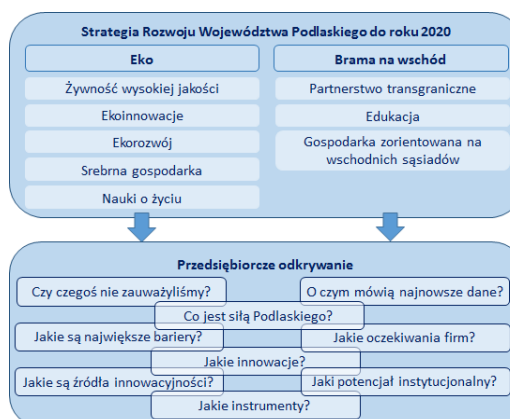 Strategia Rozwoju Województwa Podlaskiego do roku 2020
Eko
Żywność wysokiej jakości
Ekoinnowacje
Ekorozwój
Srebrna gospodarka
Nauki o życiu
Brama na wschód
Partnerstwo transgraniczne
Edukacja
Gospodarka zorientowana na
wschodnich sąsiadów
Przedsiębiorcze odkrywanie
Czy czegoś nie zauważyliśmy?
O czym mówią najnowsze dane?
Co jest siłą Podlaskiego?
Jakie są największe bariery?
Jakie oczekiwania firm?
Jakie innowacje?
Jakie są źródła innowacyjności?
Jaki potencjał instytucjonalny?
Jakie instrumenty?